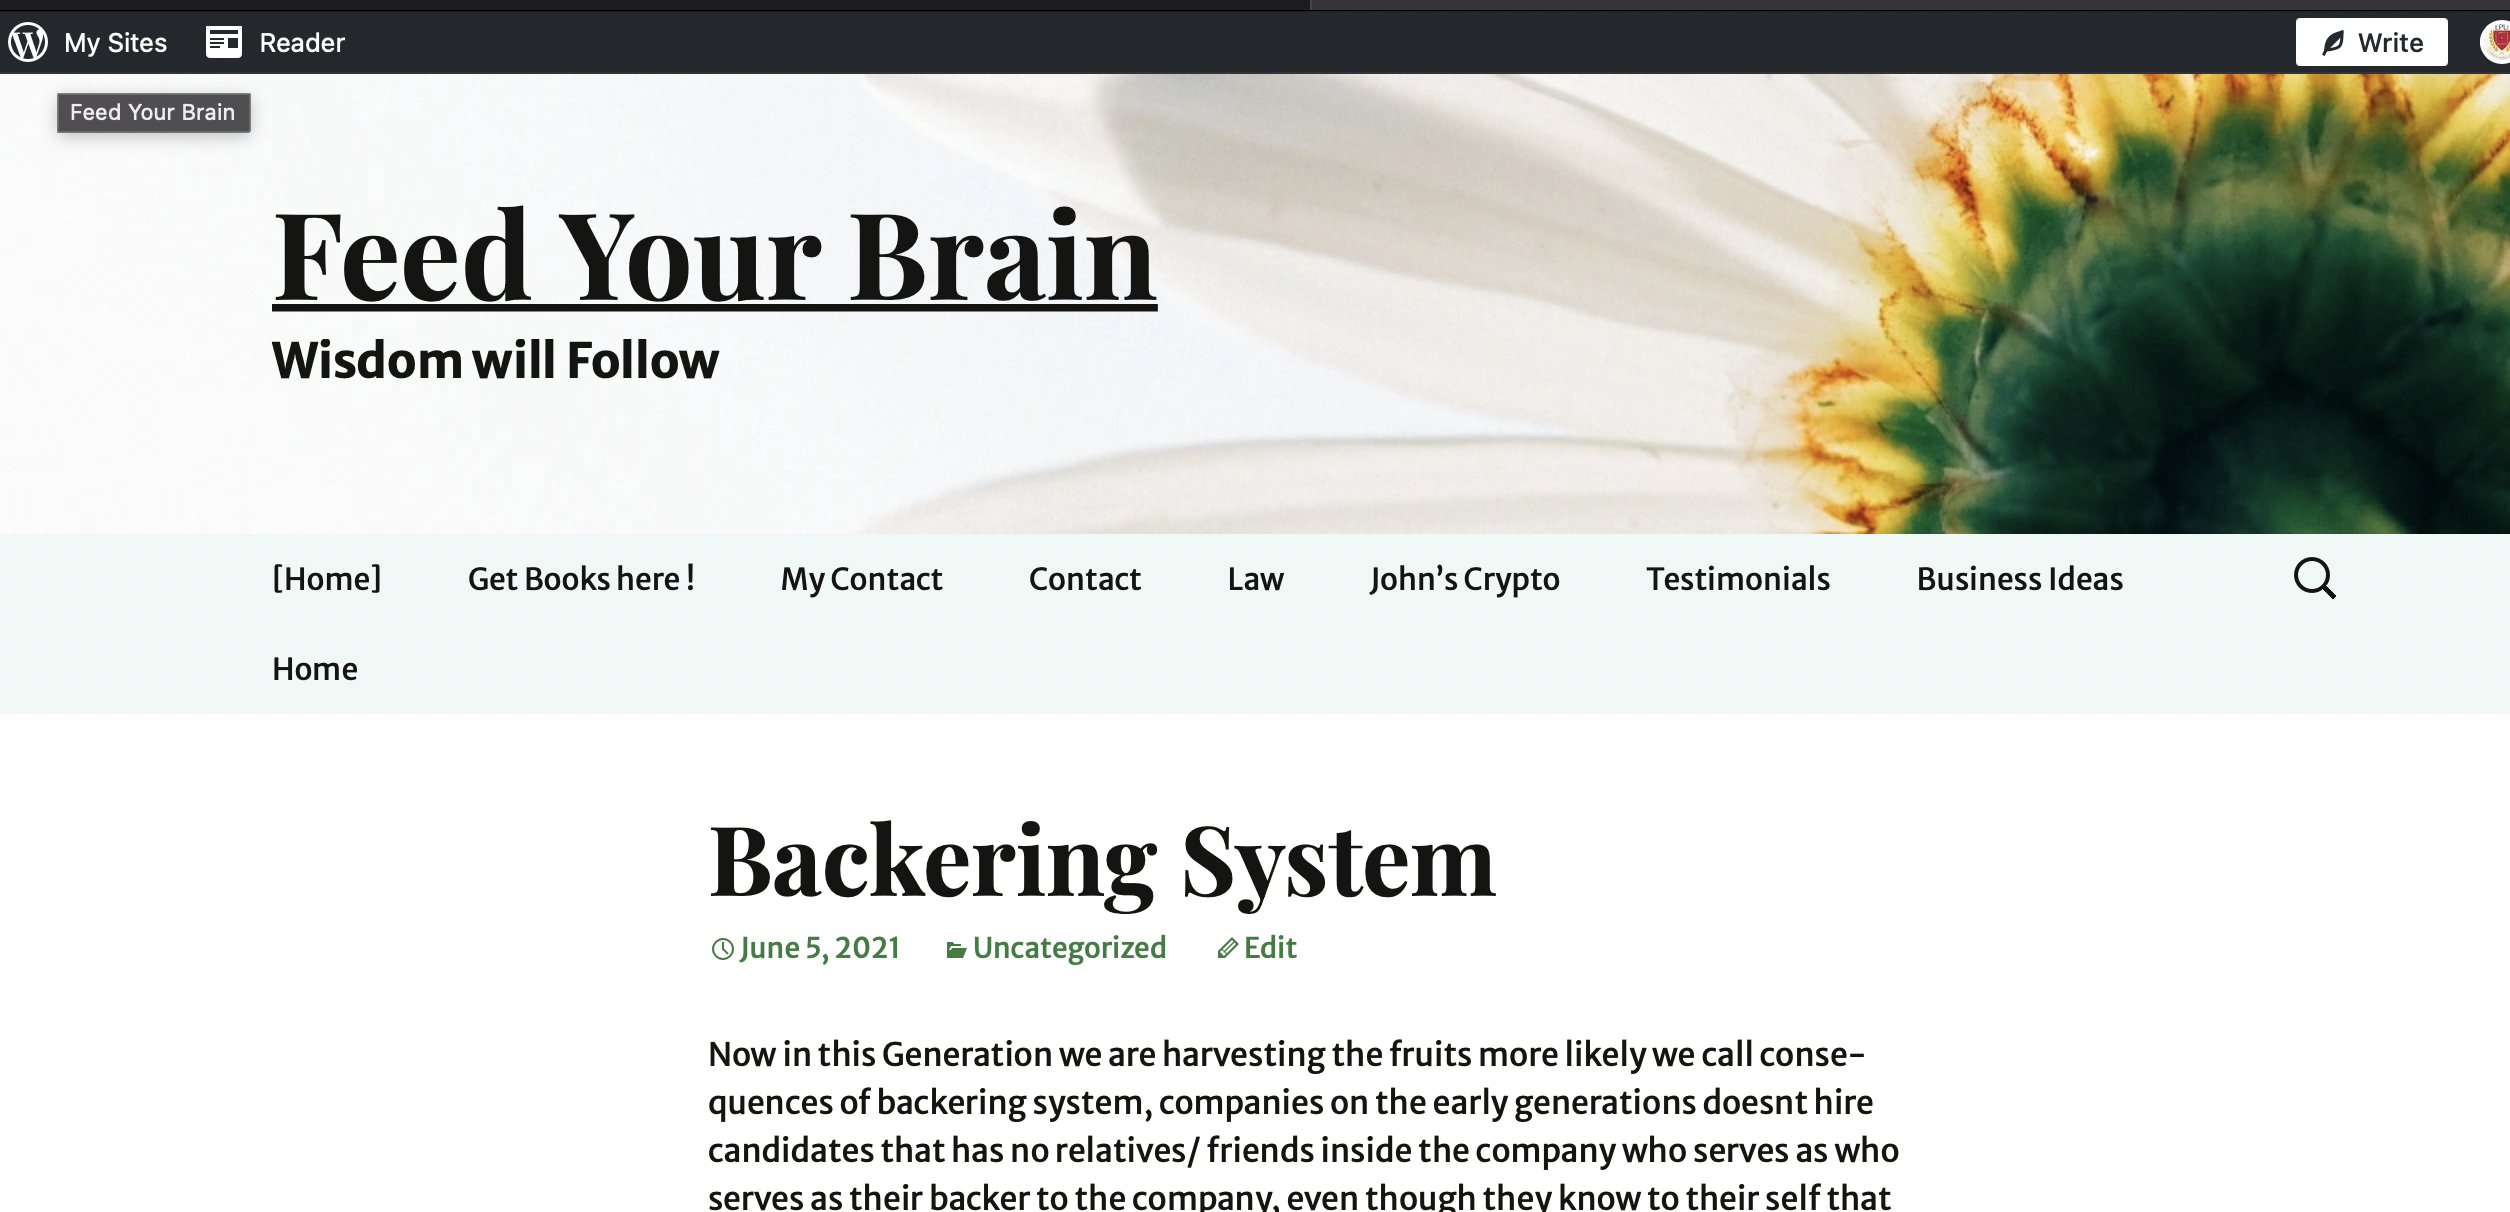 My Sites Reader Write
Feed Your Brain
Feed Your Brain
Wisdom will Follow
[Home] Get Books here ! My Contact Contact Law John’s Crypto Testimonials Business Ideas
Home
Backering System
June 5, 2021 Uncategorized Edit
Now in this Generation we are harvesting the fruits more likely we call conse-
quences of backering system, companies on the early generations doesnt hire
candidates that has no relatives/ friends inside the company who serves as who
serves as their backer to the company, even though they know to their self that